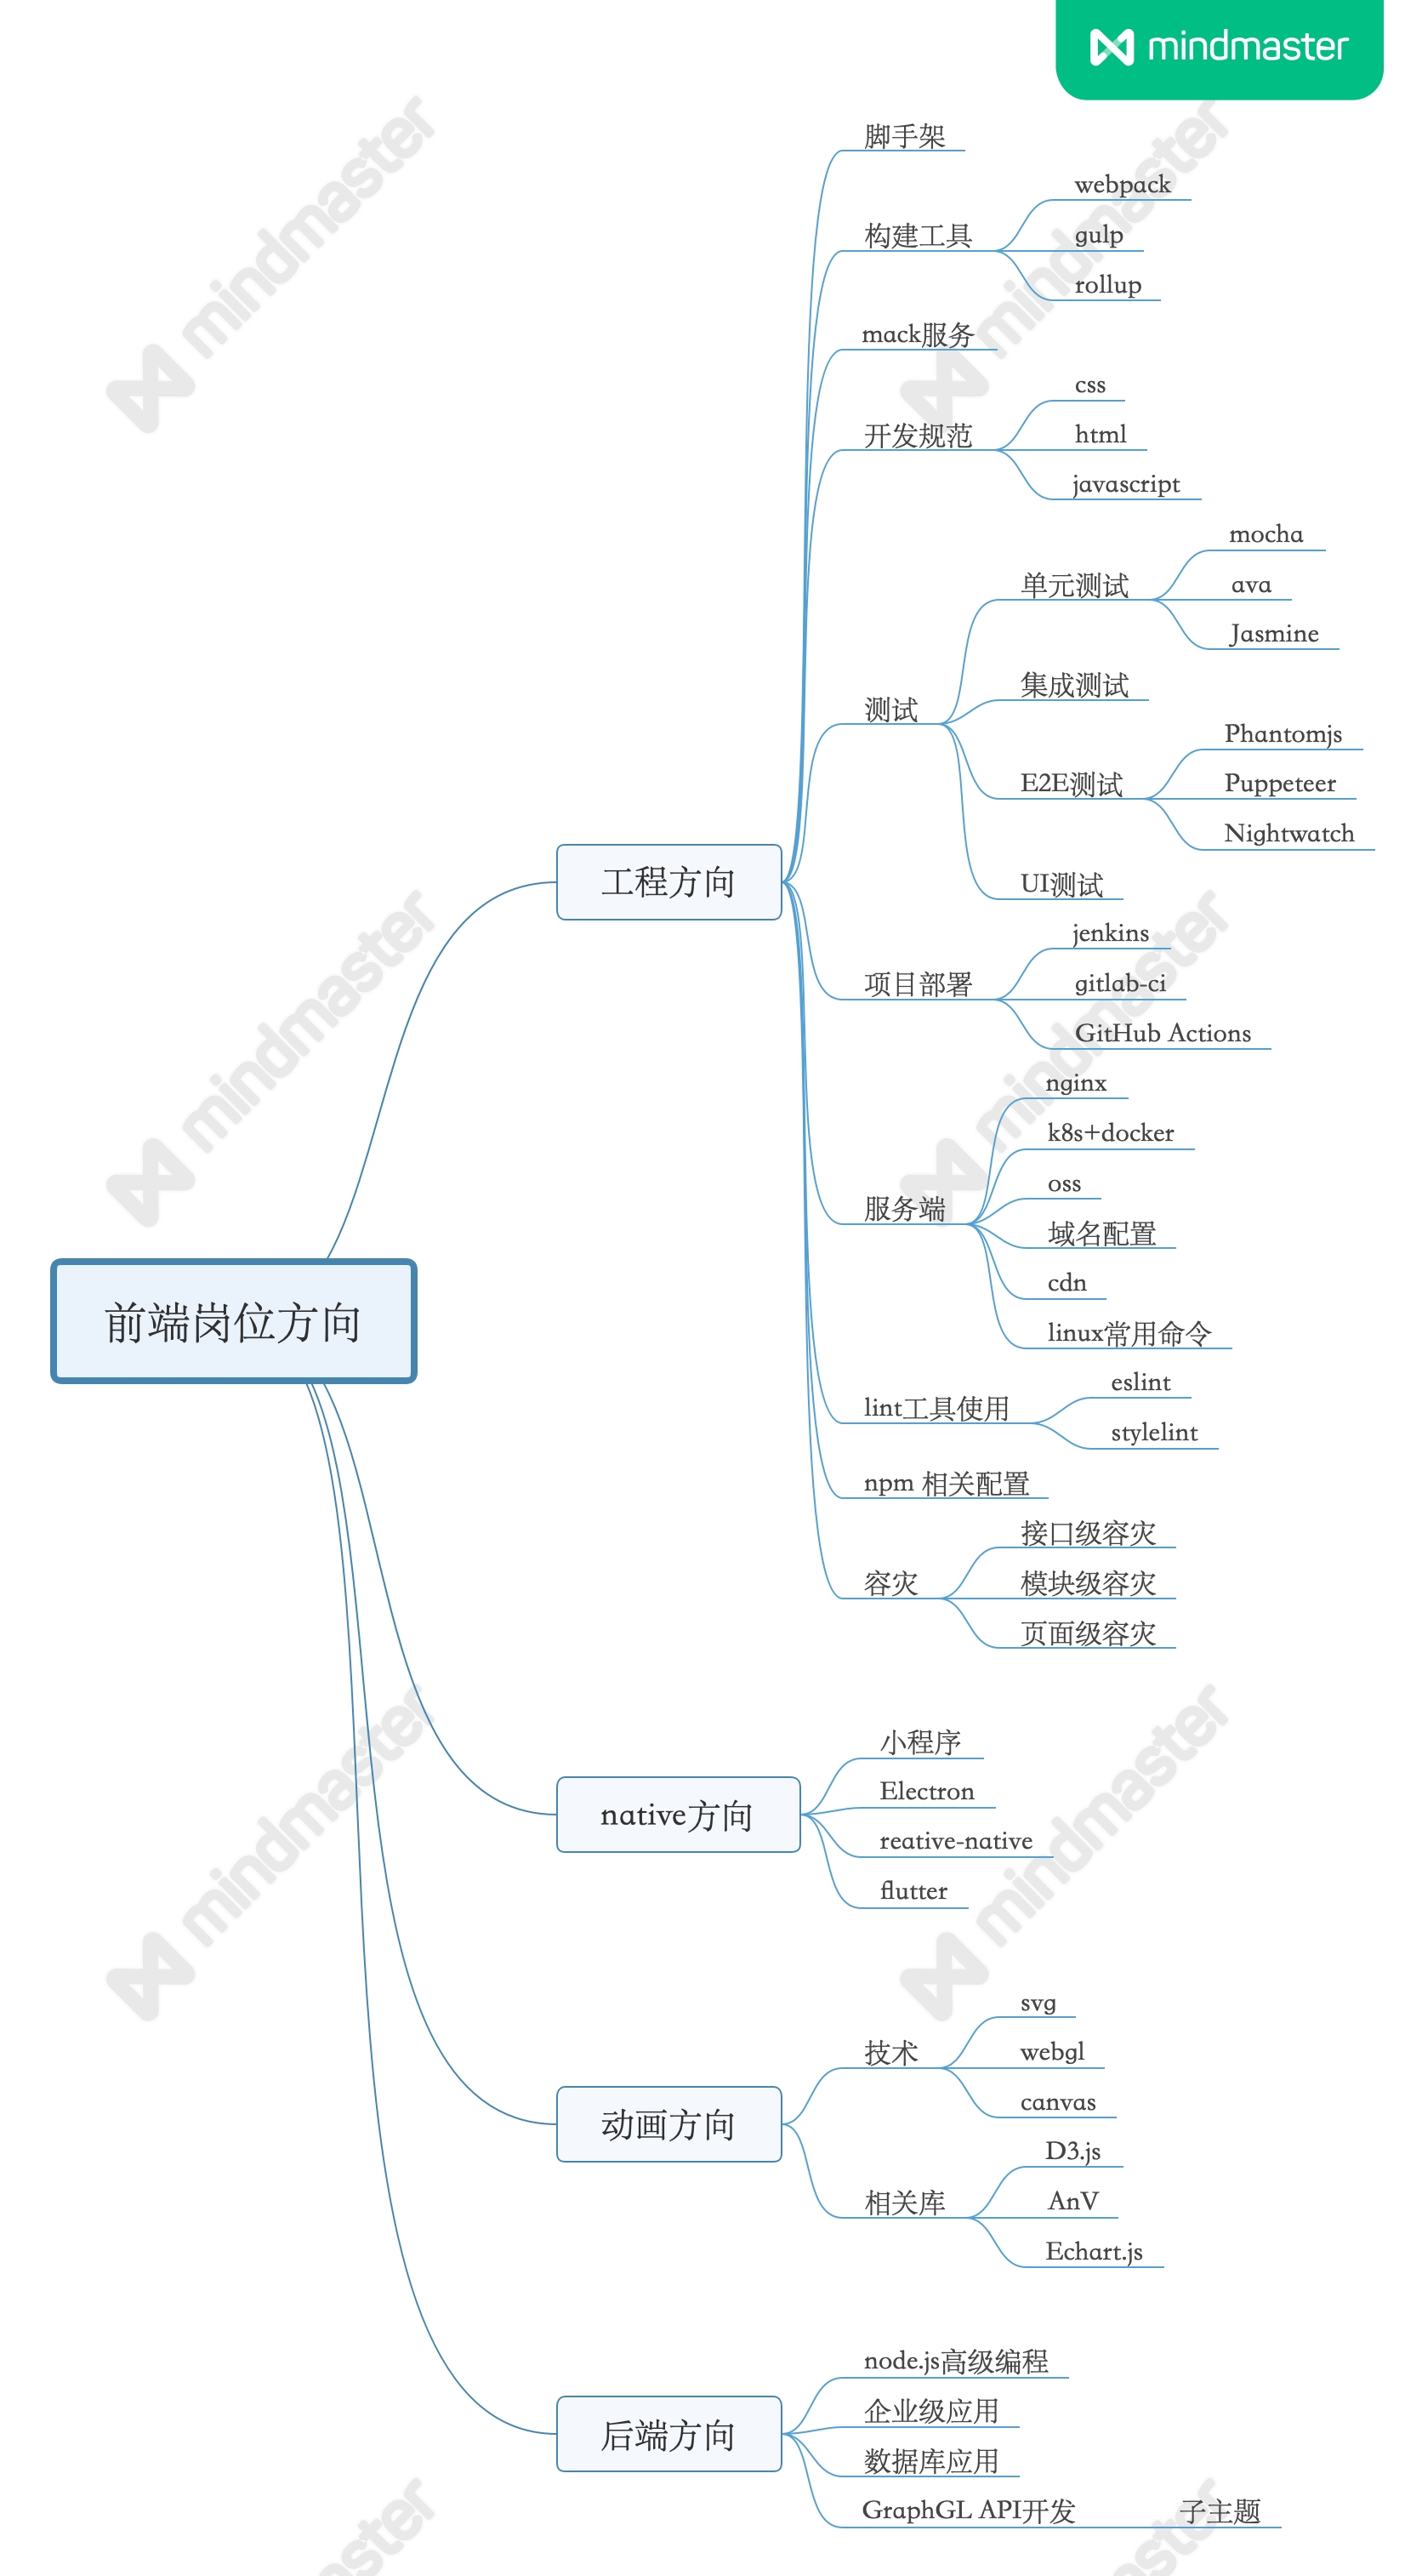 mindmaster
脚手架
构建工具
webpack
gulp
rollup
mack服务
开发规范
css
html
javascript
测试
单元测试
mocha
ava
Jasmine
集成测试
E2E测试
Phantomjs
Puppeteer
Nightwatch
UI测试
工程方向
项目部署
jenkins
gitlab-ci
GitHub Actions
服务端
nginx
k8s+docker
oss
域名配置
cdn
linux常用命令
前端岗位方向
lint工具使用
eslint
stylelint
npm 相关配置
容灾
接口级容灾
模块级容灾
页面级容灾
native方向
小程序
Electron
reative-native
flutter
动画方向
技术
svg
webgl
canvas
相关库
D3.js
AnV
Echart.js
后端方向
node.js高级编程
企业级应用
数据库应用
GraphGL API开发
子主题
mindmaster
mindmaster
mindmaster
mindmaster
mindmaster
mindmaster
master
master